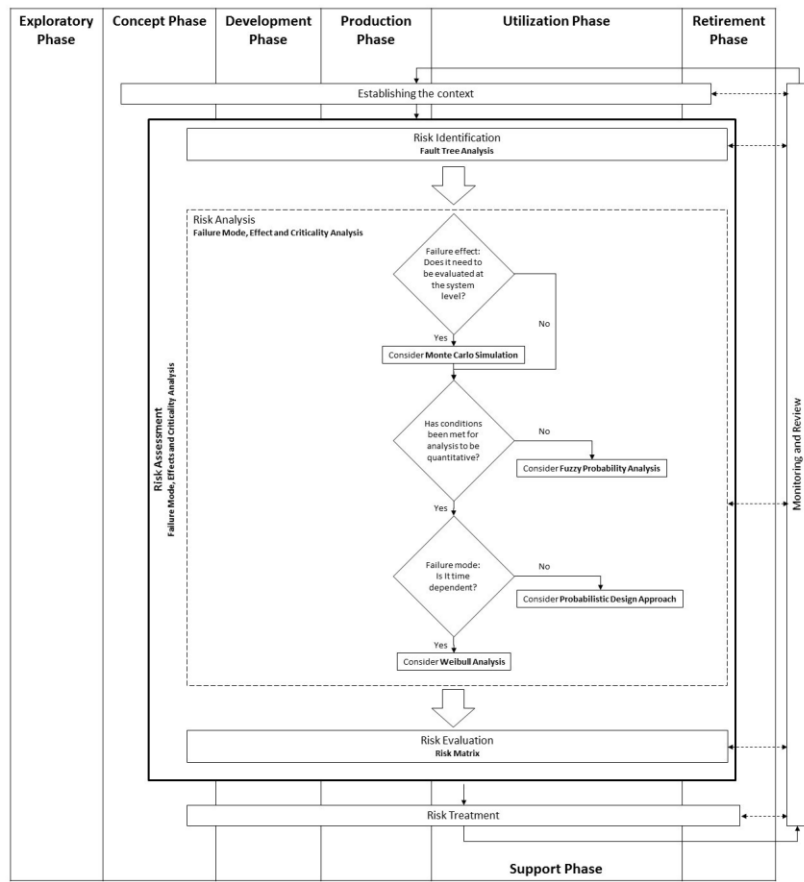 Exploratory
Phase
Concept Phase
Development
Phase
Production
Phase
Utilization Phase
Retirement
Phase
Establishing the context
Risk Identification
Fault Tree Analysis
Risk Analysis
Failure Mode, Effect and Criticality Analysis
Failure effect:
Does it need to
be evaluated at
the system
level?
No
Yes
Consider Monte Carlo Simulation
Risk Assessment
Failure Mode, Effects and Criticality Analysis
Has conditions
been met for
analysis to be
quantitative?
No
Consider Fuzzy Probability Analysis
Yes
Failure mode:
Is It time
dependent?
No
Consider Probabilistic Design Approach
Yes
Consider Weibull Analysis
Monitoring and Review
Risk Evaluation
Risk Matrix
Risk Treatment
Support Phase